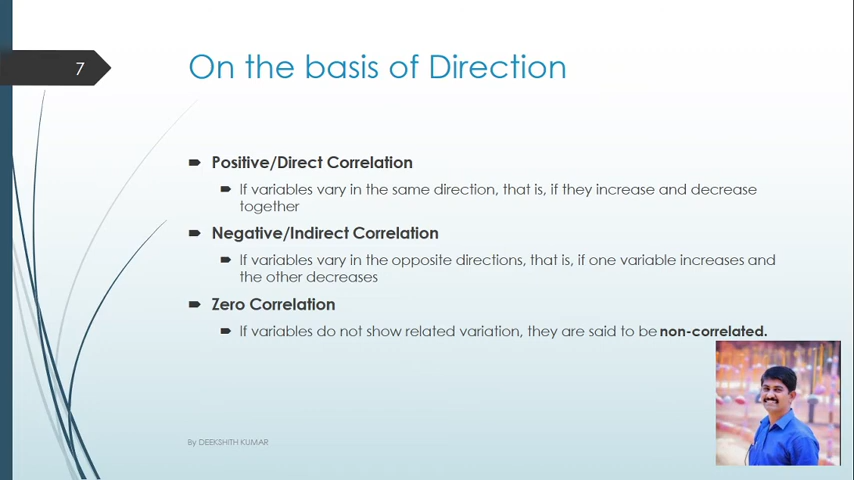 7
On the basis of Direction
Positive/Direct Correlation
If variables vary in the same direction, that is, if they increase and decrease
together
Negative/Indirect Correlation
If variables vary in the opposite directions, that is, if one variable increases and
the other decreases
Zero Correlation
If variables do not show related variation, they are said to be non-correlated.
By DEEKSHITH KUMAR